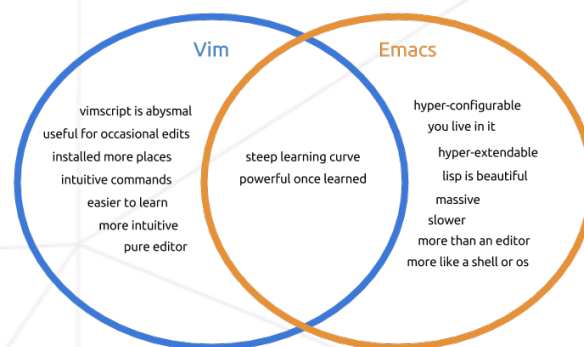 Vim
Emacs
vimscript is abysmal
useful for occasional edits
installed more places
intuitive commands
easier to learn
more intuitive
pure editor
steep learning curve
powerful once learned
hyper-configurable
you live in it
hyper-extendable
lisp is beautiful
massive
slower
more than an editor
more like a shell or os